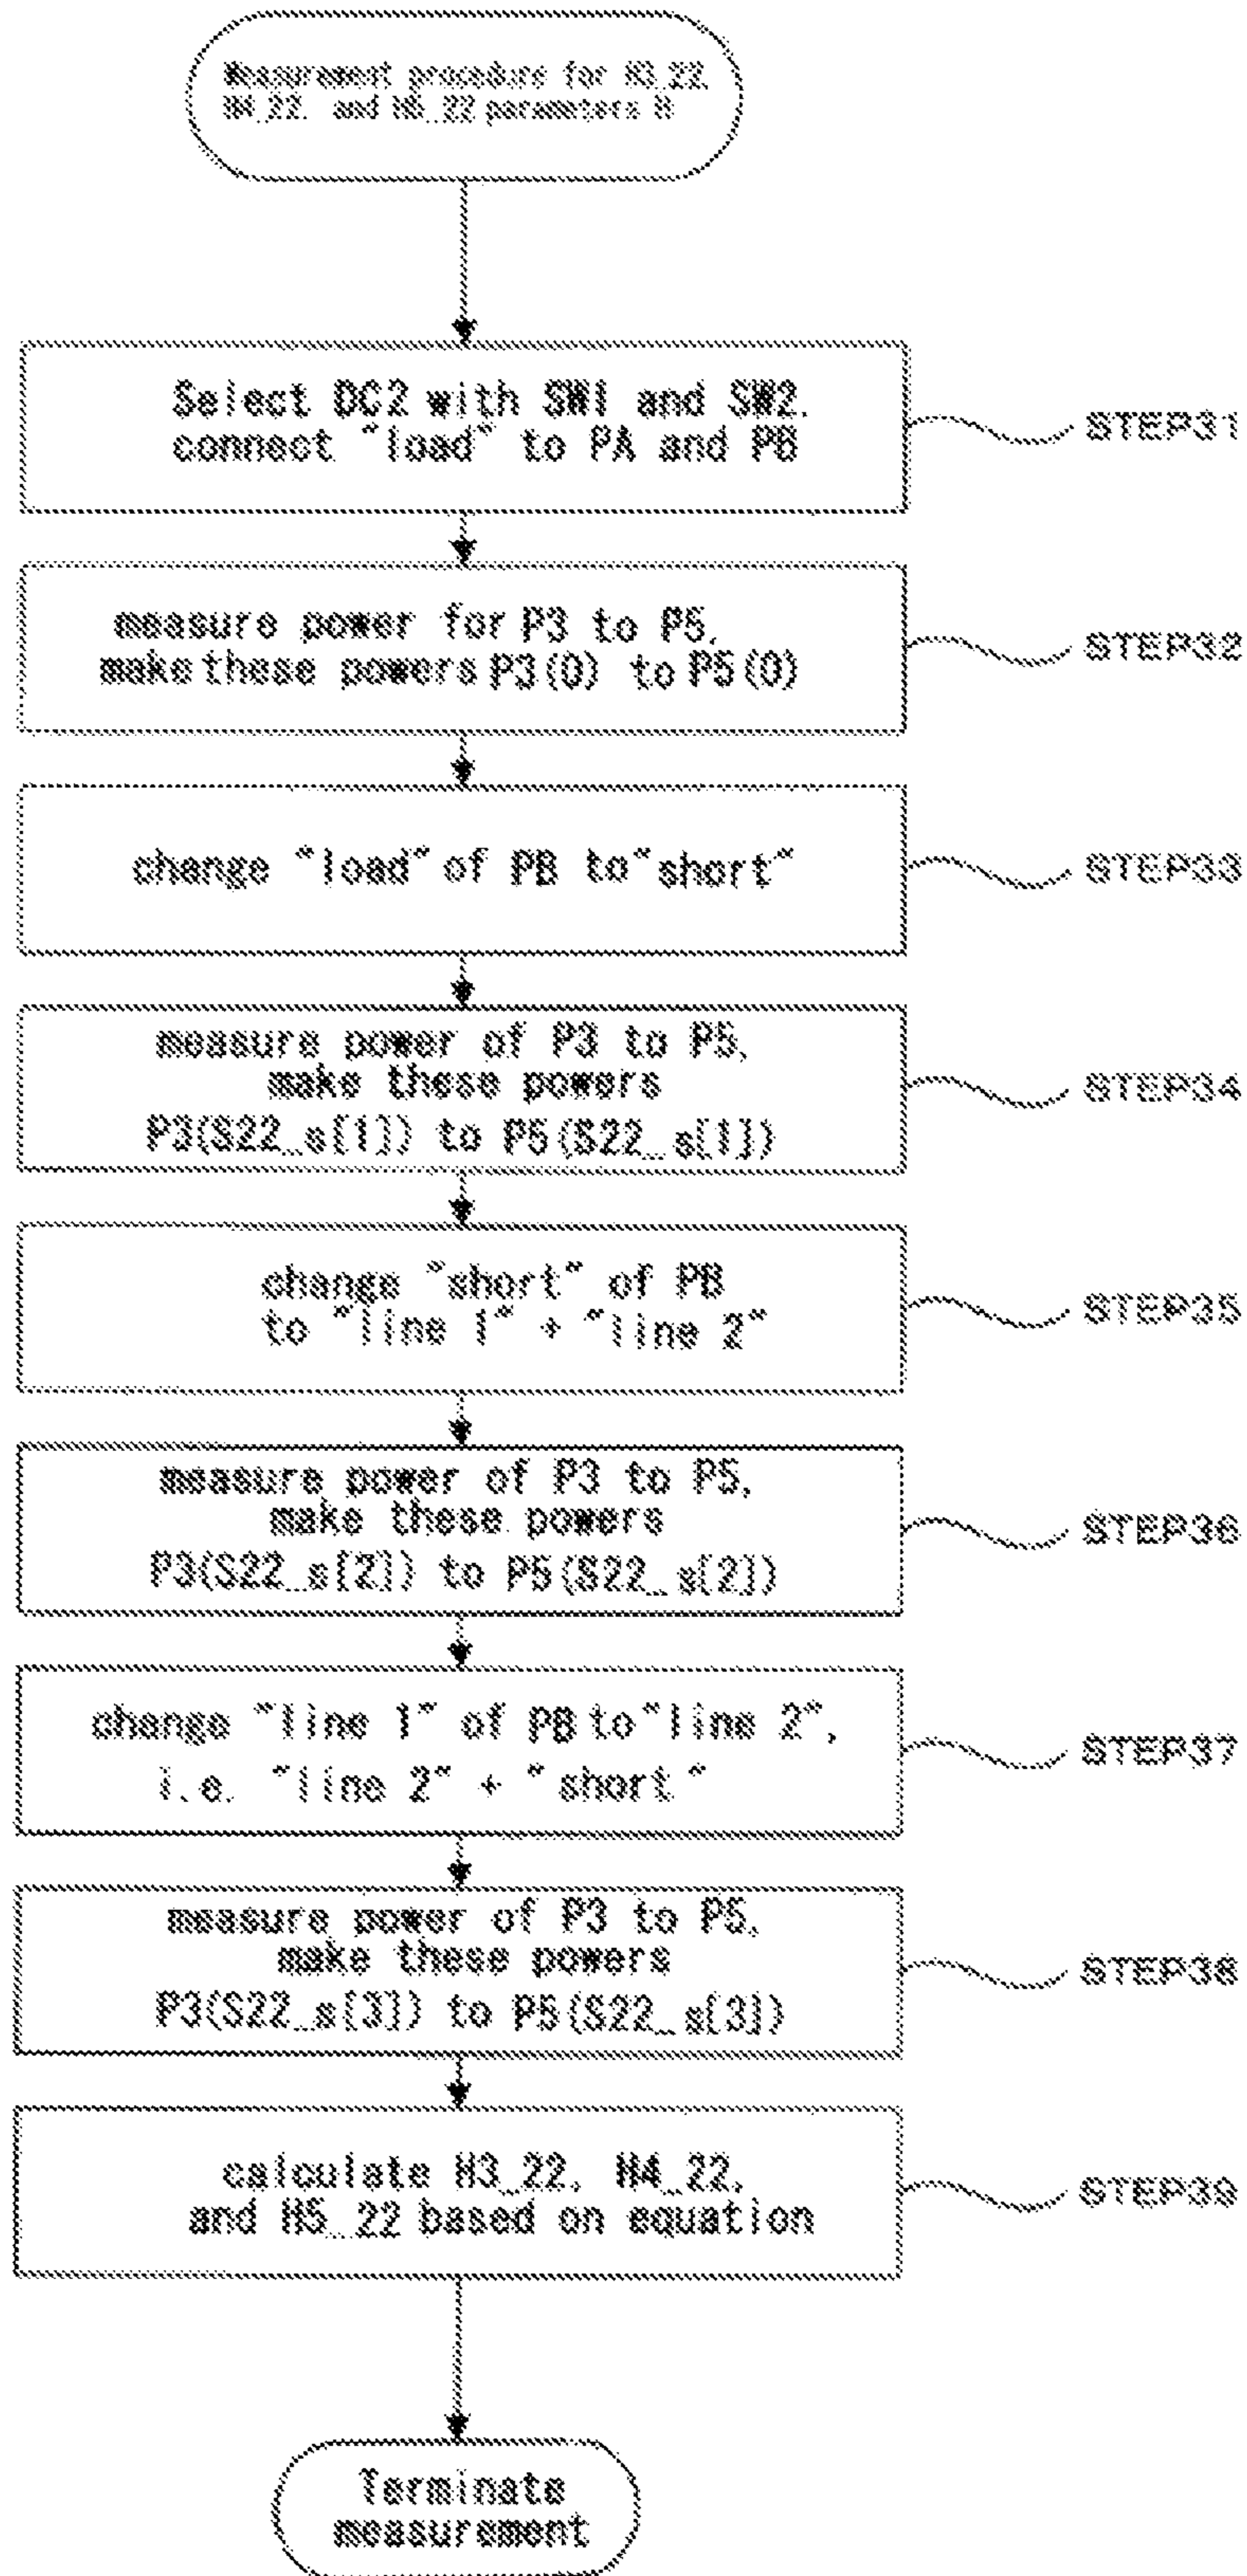 Measurement procedure for H3_22,
H4_22, and H5_22 parameters H
Select DC2 with SW1 and SW2,
connect "load" to PA and PB
STEP31
measure power for P3 to P5,
make these powers P3(0) to P5(0)
STEP32
change "load" of PB to "short"
STEP33
measure power of P3 to P5,
make these powers
P3(S22_s[1]) to P5(S22_s[1])
STEP34
change "short" of PB
to "line 1" + "line 2"
STEP35
measure power of P3 to P5,
make these powers
P3(S22_s[2]) to P5(S22_s[2])
STEP36
change "line 1" of PB to "line 2",
i.e. "line 2" + "short"
STEP37
measure power of P3 to P5,
make these powers
P3(S22_s[3]) to P5(S22_s[3])
STEP38
calculate H3_22, H4_22,
and H5_22 based on equation
STEP39
Terminate
measurement